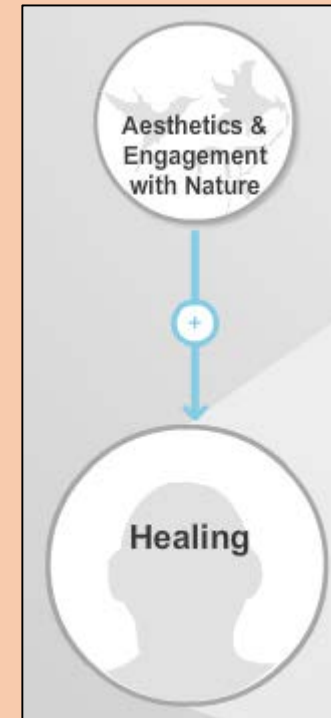 Aesthetics &
Engagement
with Nature
+
Healing